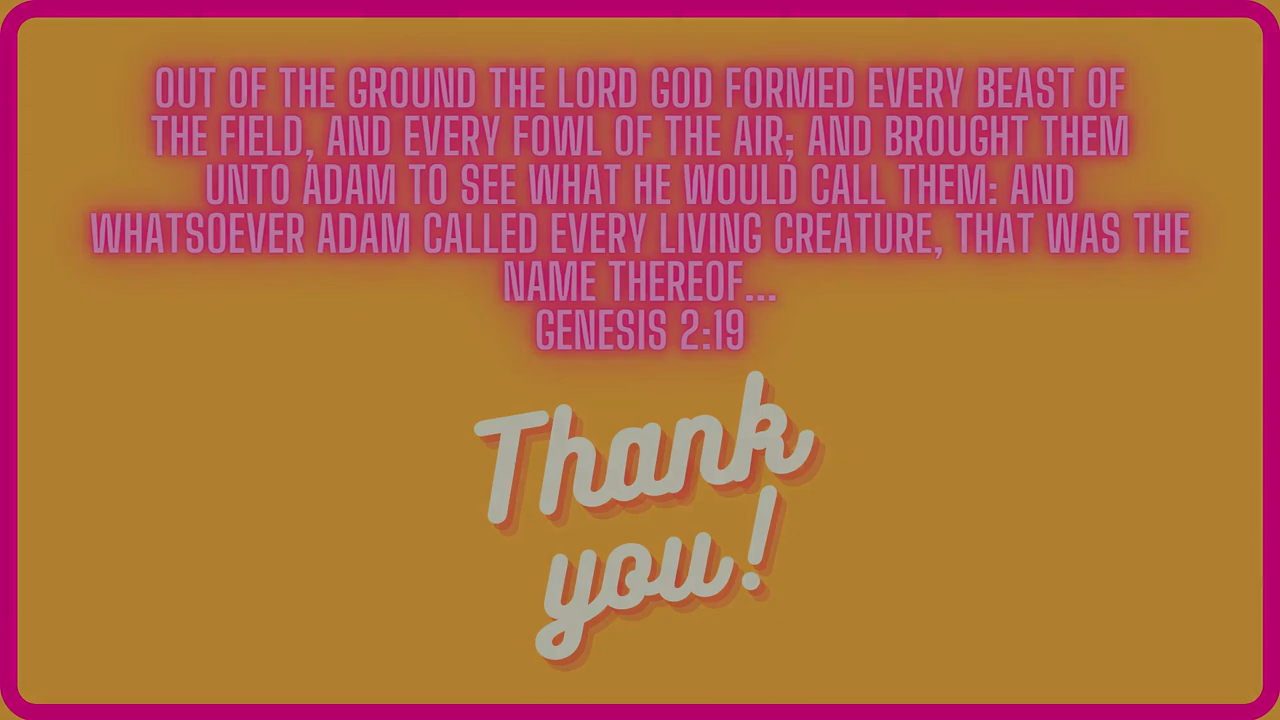 OUT OF THE GROUND THE LORD GOD FORMED EVERY BEAST OF
THE FIELD, AND EVERY FOWL OF THE AIR; AND BROUGHT THEM
UNTO ADAM TO SEE WHAT HE WOULD CALL THEM: AND
WHATSOEVER ADAM CALLED EVERY LIVING CREATURE, THAT WAS THE
NAME THEREOF...
GENESIS 2:19
Thank
you!